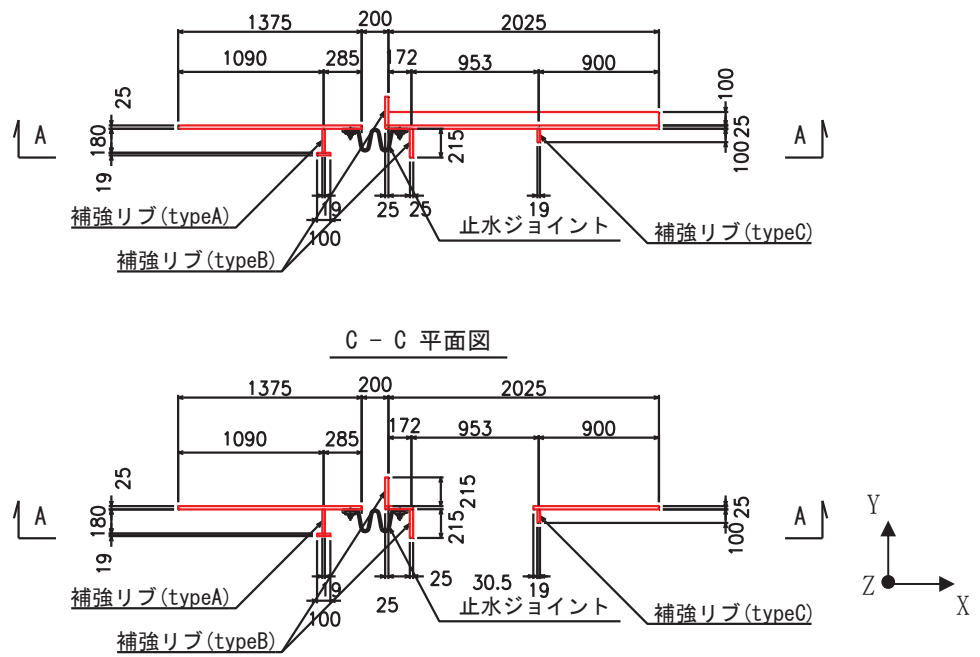 1375 200 2025
1090 285 172 953 900
25 180 19
100 25 100
215
A A
19 100 25 25 19
補強リブ(typeA) 止水ジョイント 補強リブ(typeC)
補強リブ(typeB)
C - C 平面図
1375 200 2025
1090 285 172 953 900
25 180 19
215 215
25 100
A A
19 100 25 25 30.5 19
補強リブ(typeA) 止水ジョイント 補強リブ(typeC)
補強リブ(typeB)
Y
Z X